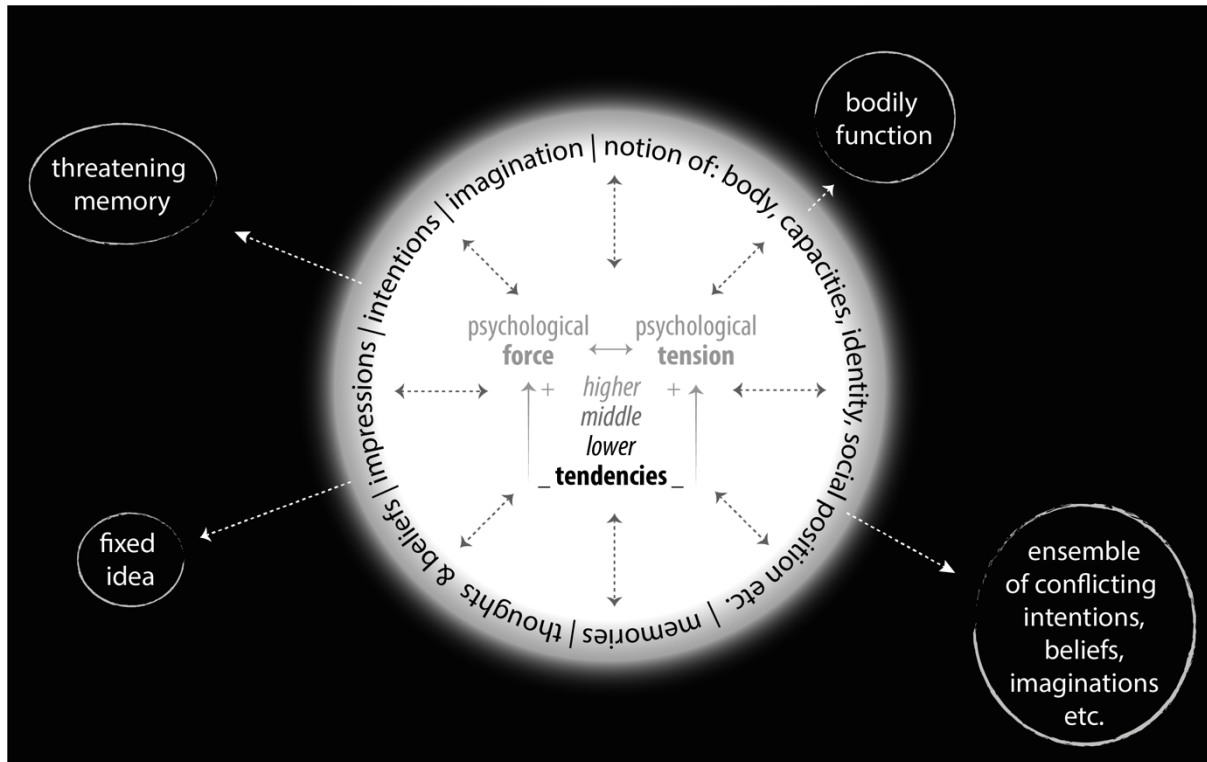 threatening
memory
bodily
function
impressions | intentions | imagination | notion of: body, capacities, identity, social position etc. | memories | thoughts & beliefs |
psychological
force
psychological
tension
+
higher
+
middle
lower
_ tendencies _
fixed
idea
ensemble
of conflicting
intentions,
beliefs,
imaginations
etc.